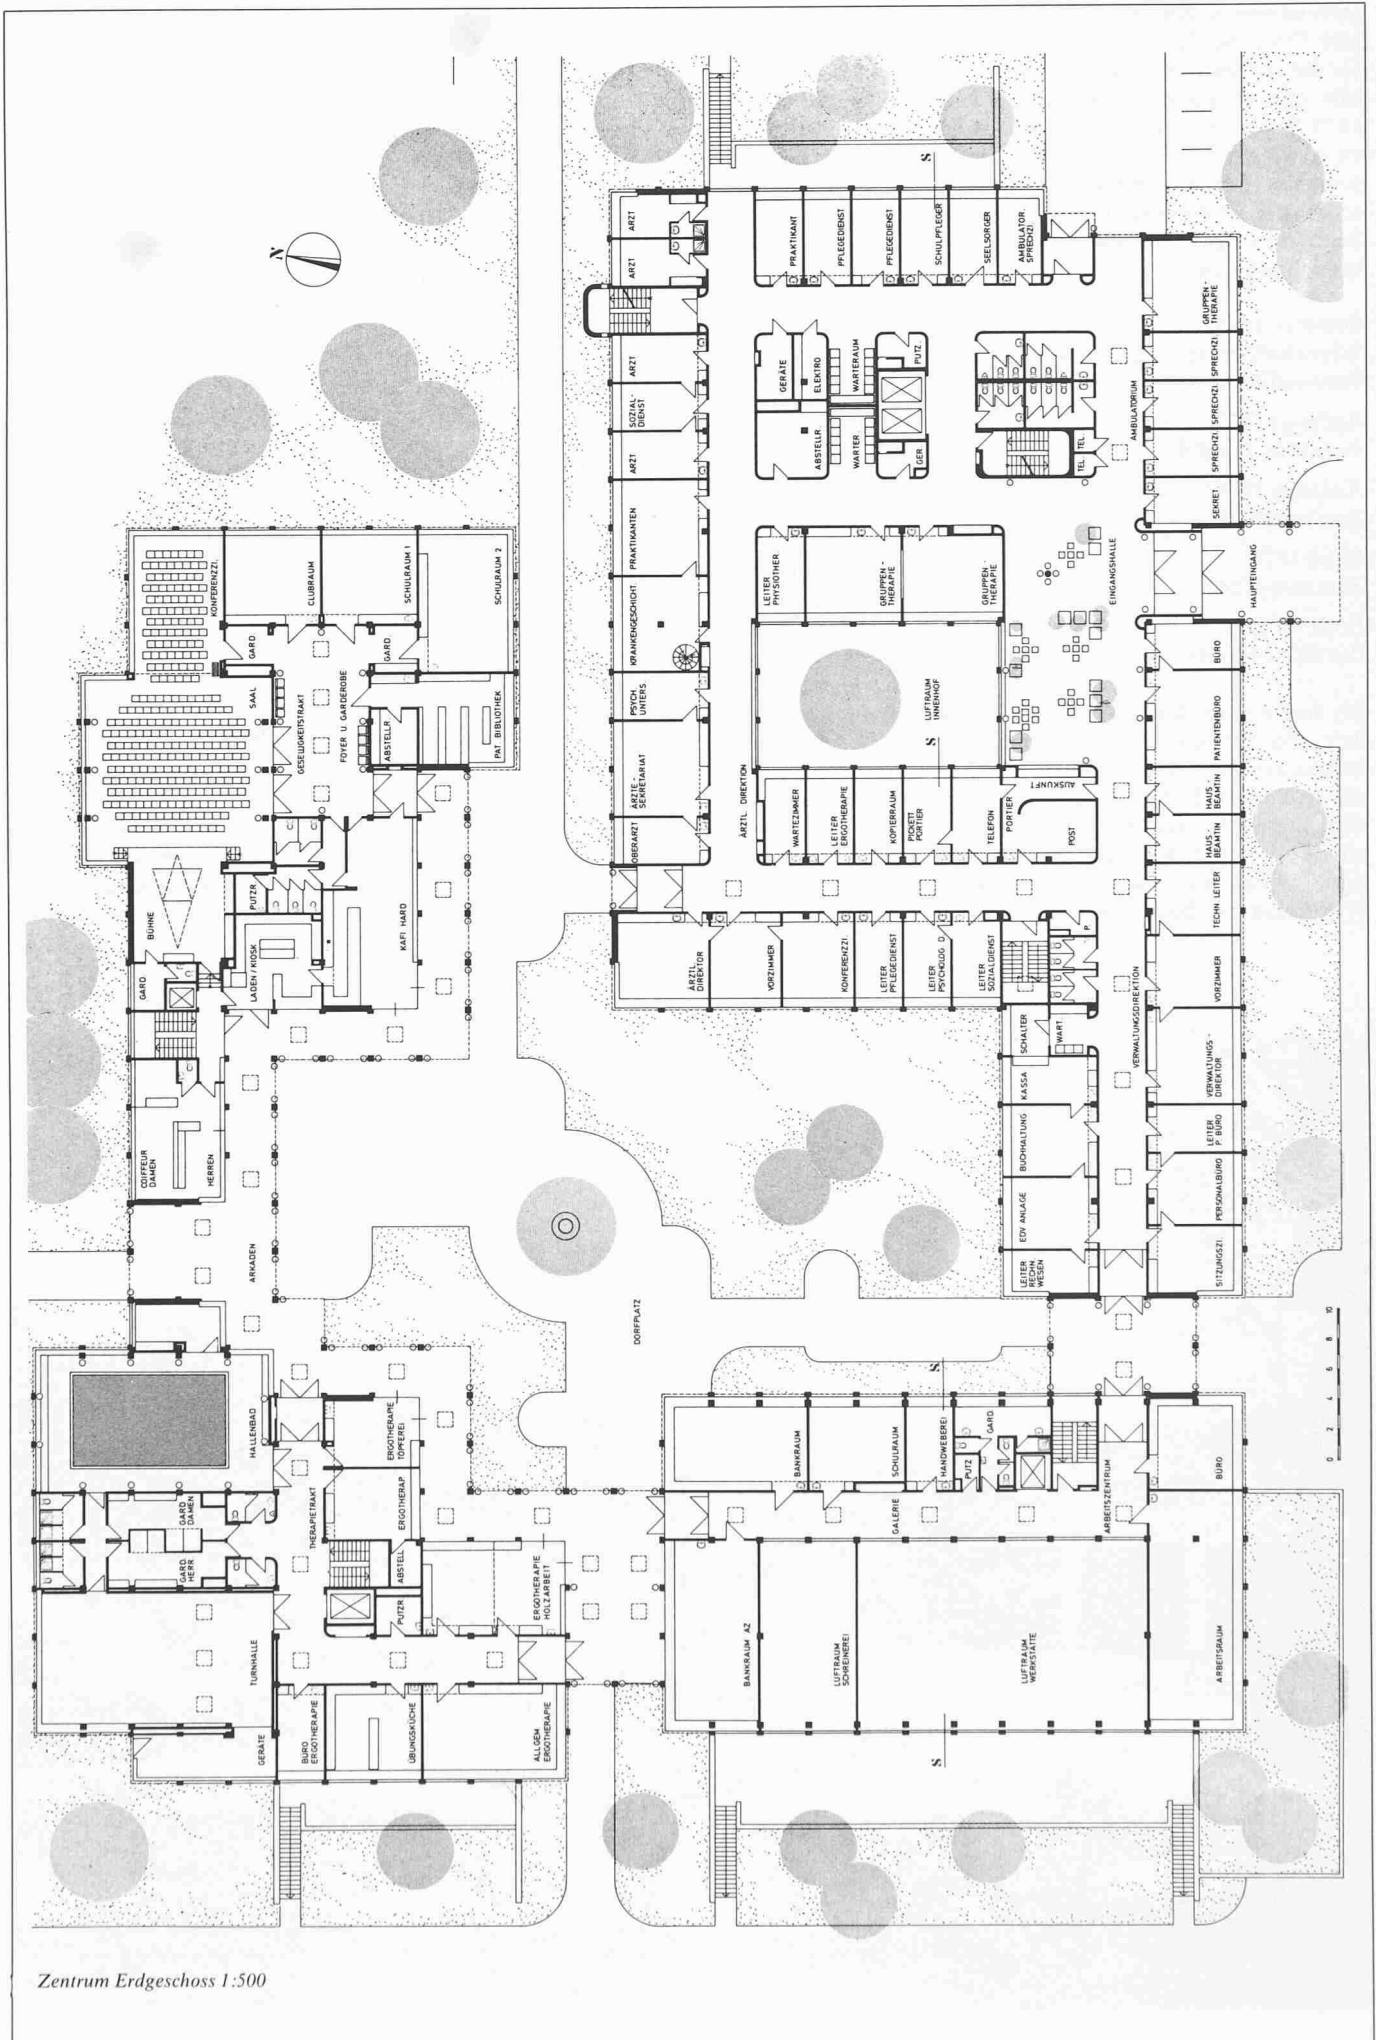 N
ARZT
ARZT
ARZT
SOZIAL-
DIENST
ARZT
PRAKTIKANTEN
KRANKENGESCHICHT.
PSYCH.
UNTERS
ÄRZTE-
SEKRETARIAT
OBERARZT
PRAKTIKANT
PFLEGEDIENST
PFLEGEDIENST
SCHULPFLEGER
SEELSORGER
AMBULATOR.
SPRECHZI.
S
GERÄTE
ELEKTRO
WARTERAUM
PUTZ.
ABSTELLR.
WARTER.
GER.
TEL.
TEL.
AMBULATORIUM
GRUPPEN-
THERAPIE
SPRECHZI.
SPRECHZI.
SPRECHZI.
SEKRET
LEITER
PHYSIOTHER
GRUPPEN-
THERAPIE
GRUPPEN
THERAPIE
EINGANGSHALLE
HAUPTEINGANG
LUFTRAUM
INNENHOF
S
ÄRZTL. DIREKTION
WARTEZIMMER
LEITER
ERGOTHERAPIE
KOPIERRAUM
PICKETT
PORTIER
TELEFON
PORTIER
AUSKUNFT
POST
BÜRO
PATIENTENBÜRO
HAUS-
BEAMTIN
HAUS-
BEAMTIN
TECHN LEITER
VORZIMMER
VERWALTUNGS-
DIREKTOR
LEITER
P. BÜRO
PERSONALBÜRO
SITZUNGSZI.
ÄRZTL.
DIREKTOR
VORZIMMER
KONFERENZZI.
LEITER
PFLEGEDIENST
LEITER
PSYCHOLOG D.
LEITER
SOZIALDIENST
P.
SCHALTER
WART
KASSA
VERWALTUNGSDIREKTION
BUCHHALTUNG
EDV ANLAGE
LEITER
RECHN.
WESEN
KONFERENZZI.
CLUBRAUM
SCHULRAUM 1
SCHULRAUM 2
GARD
GARD.
SAAL
GESELLIGKEITSTRAKT
FOYER U. GARDEROBE
ABSTELLR
PAT. BIBLIOTHEK
BÜHNE
PUTZR
KAFI HARD
GARD
LADEN / KIOSK
COIFFEUR
DAMEN
HERREN
ARKADEN
DORFPLATZ
HALLENBAD
GARD
DAMEN
GARD.
HERR
THERAPIETRAKT
ERGOTHERAPIE
TÖPFEREI
ERGOTHERAP
ABSTELL
PUTZR
ERGOTHERAPIE
HOLZARBEIT
TURNHALLE
GERÄTE
BÜRO
ERGOTHERAPIE
ÜBUNGSKÜCHE
ALLGEM.
ERGOTHERAPIE
S
BANKRAUM
SCHULRAUM
HANDWEBEREI
GARD.
PUTZ
GALERIE
ARBEITSZENTRUM
BÜRO
BANKRAUM AZ
LUFTRAUM
SCHREINEREI
LUFTRAUM
WERKSTÄTTE
ARBEITSRAUM
S
0 2 4 6 8 10
Zentrum Erdgeschoss 1:500